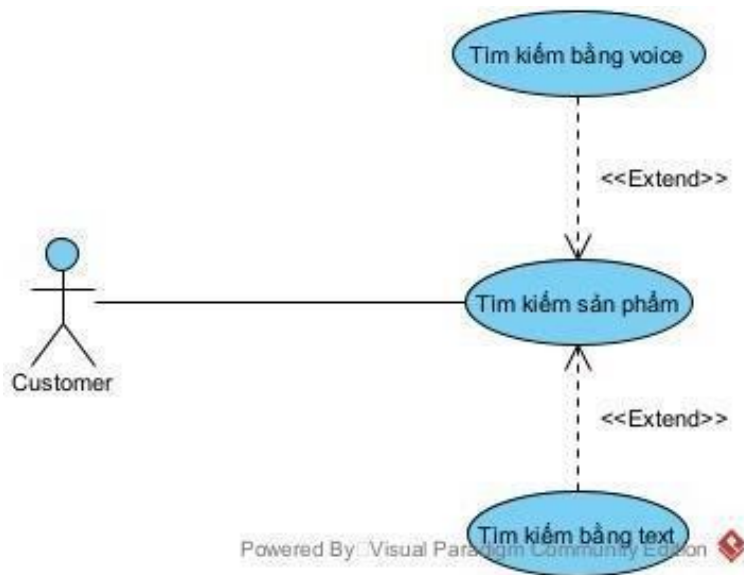 Tìm kiếm bằng voice
<<Extend>>
Tìm kiếm sản phẩm
Customer
<<Extend>>
Tìm kiếm bằng text
Powered By Visual Paradigm Community Edition